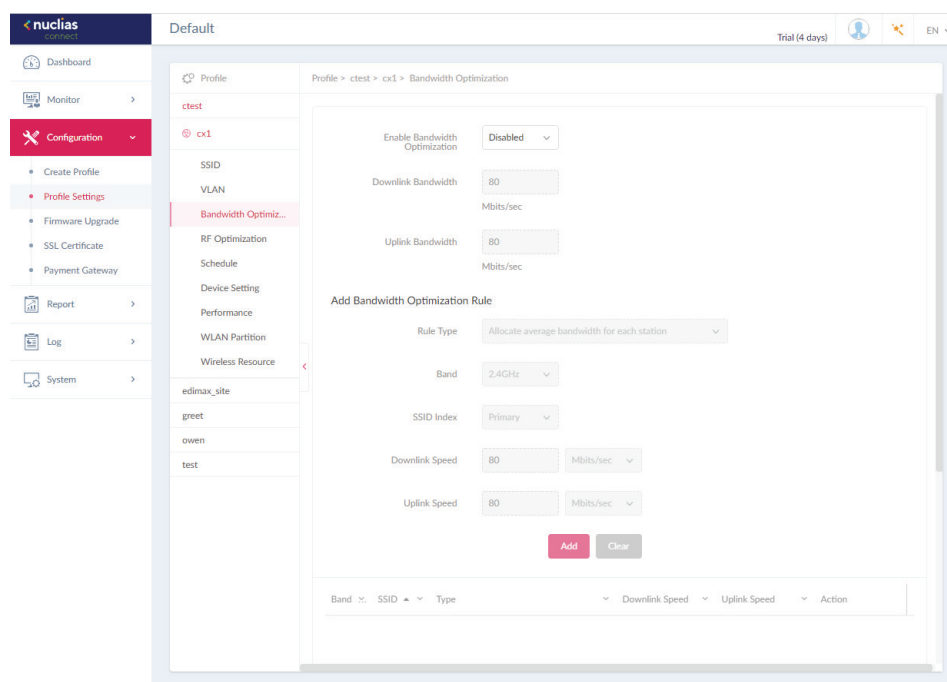 nuclias
connect
Default
Trial (4 days)
EN
Dashboard
Monitor
Configuration
Create Profile
Profile Settings
Firmware Upgrade
SSL Certificate
Payment Gateway
Report
Log
System
Profile
ctest
cx1
SSID
VLAN
Bandwidth Optimiz...
RF Optimization
Schedule
Device Setting
Performance
WLAN Partition
Wireless Resource
edimax_site
greet
owen
test
Profile > ctest > cx1 > Bandwidth Optimization
Enable Bandwidth
Optimization
Disabled
Downlink Bandwidth
80
Mbits/sec
Uplink Bandwidth
80
Mbits/sec
Add Bandwidth Optimization Rule
Rule Type
Allocate average bandwidth for each station
Band
2.4GHz
SSID Index
Primary
Downlink Speed
80
Mbits/sec
Uplink Speed
80
Mbits/sec
Add
Clear
Band
SSID
Type
Downlink Speed
Uplink Speed
Action